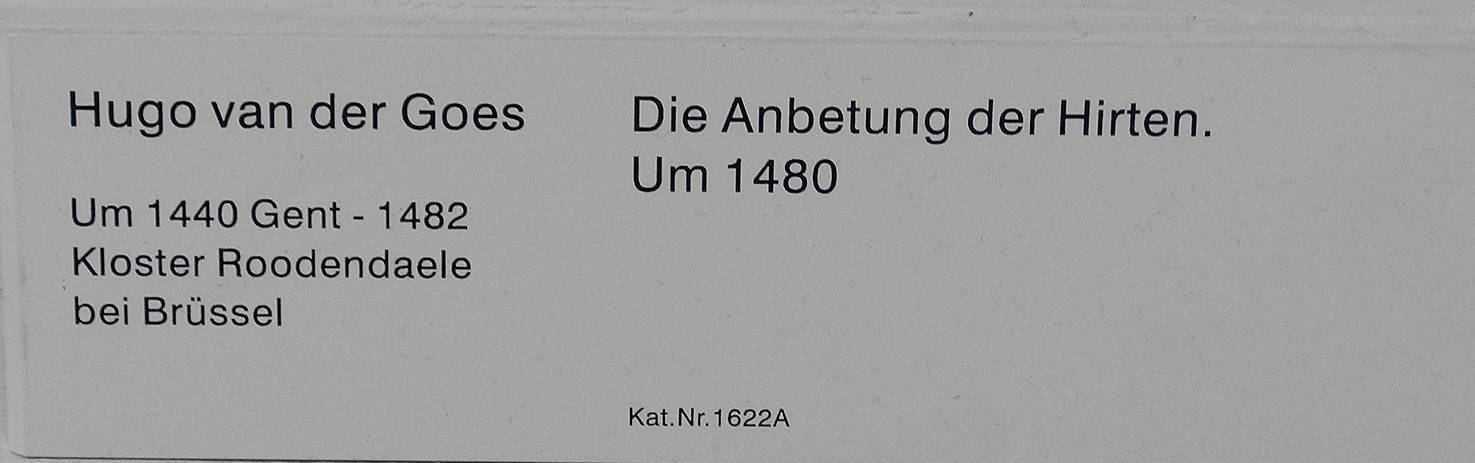 Hugo van der Goes
Um 1440 Gent - 1482
Kloster Roodendaele
bei Brüssel
Die Anbetung der Hirten.
Um 1480
Kat.Nr.1622A